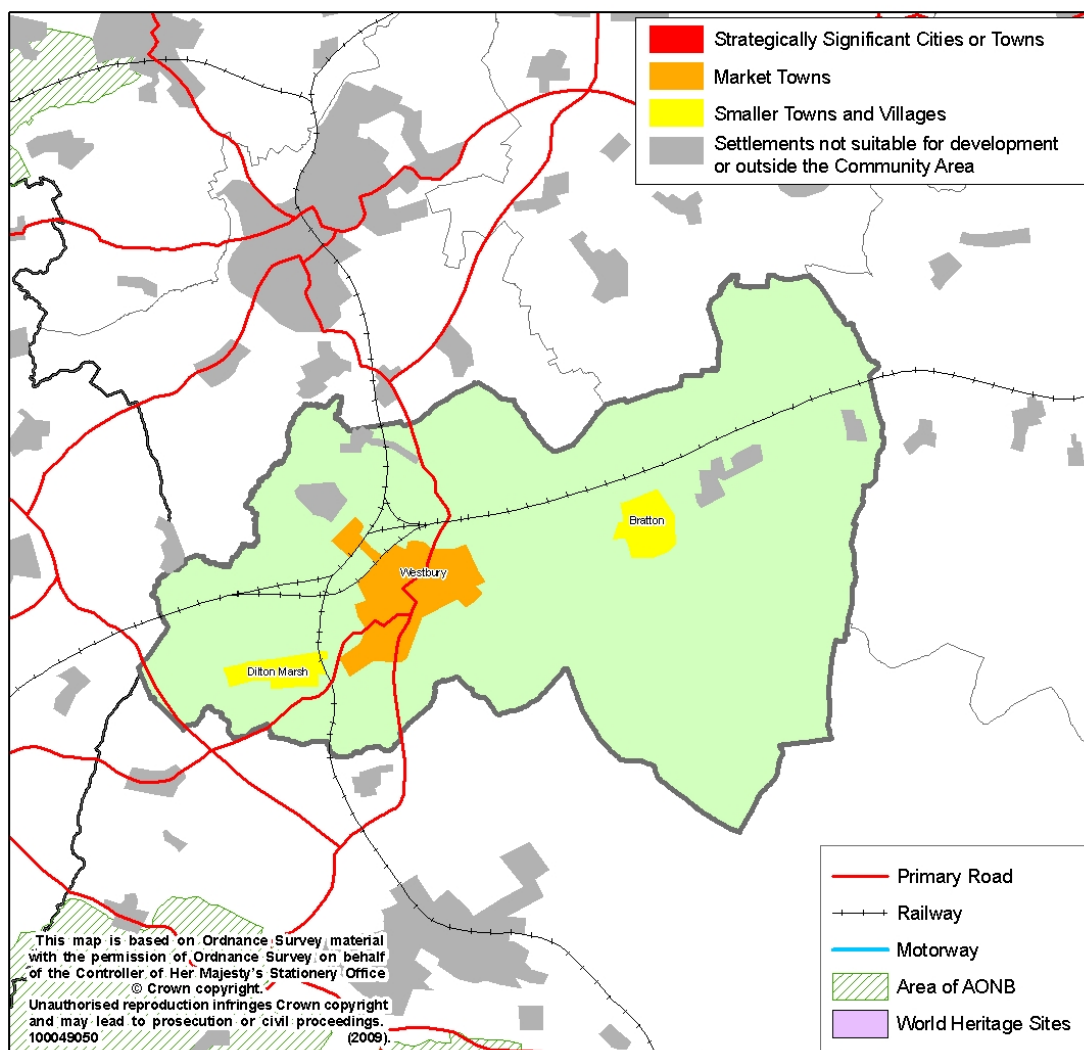 Strategically Significant Cities or Towns
Market Towns
Smaller Towns and Villages
Settlements not suitable for development
or outside the Community Area
Bratton
Westbury
Dilton Marsh
Primary Road
Railway
Motorway
Area of AONB
World Heritage Sites
This map is based on Ordnance Survey material
with the permission of Ordnance Survey on behalf
of the Controller of Her Majesty's Stationery Office
© Crown copyright.
Unauthorised reproduction infringes Crown copyright
and may lead to prosecution or civil proceedings.
100049050 (2009).